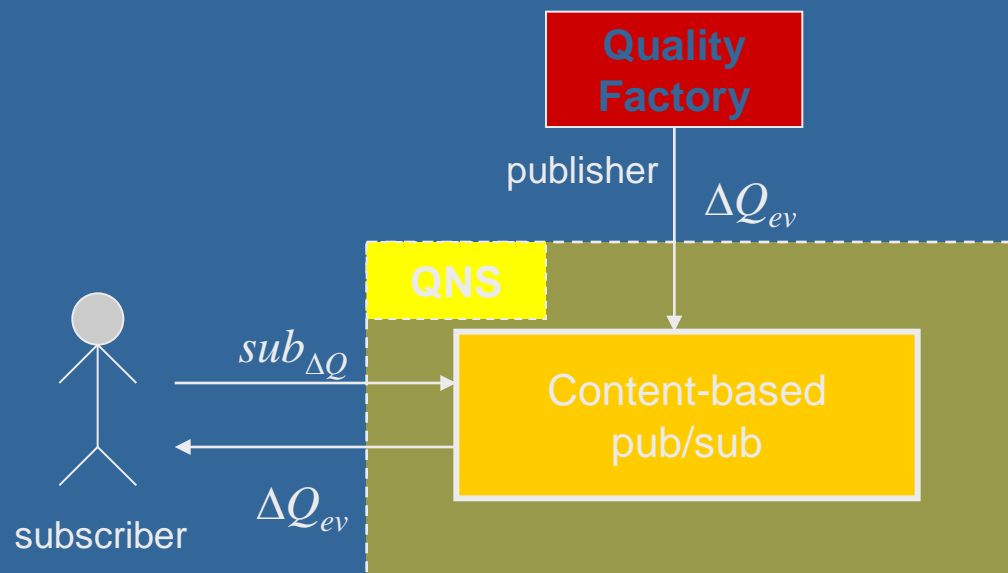 Quality
Factory
publisher
ΔQ_ev
QNS
sub_ΔQ
Content-based
pub/sub
ΔQ_ev
subscriber